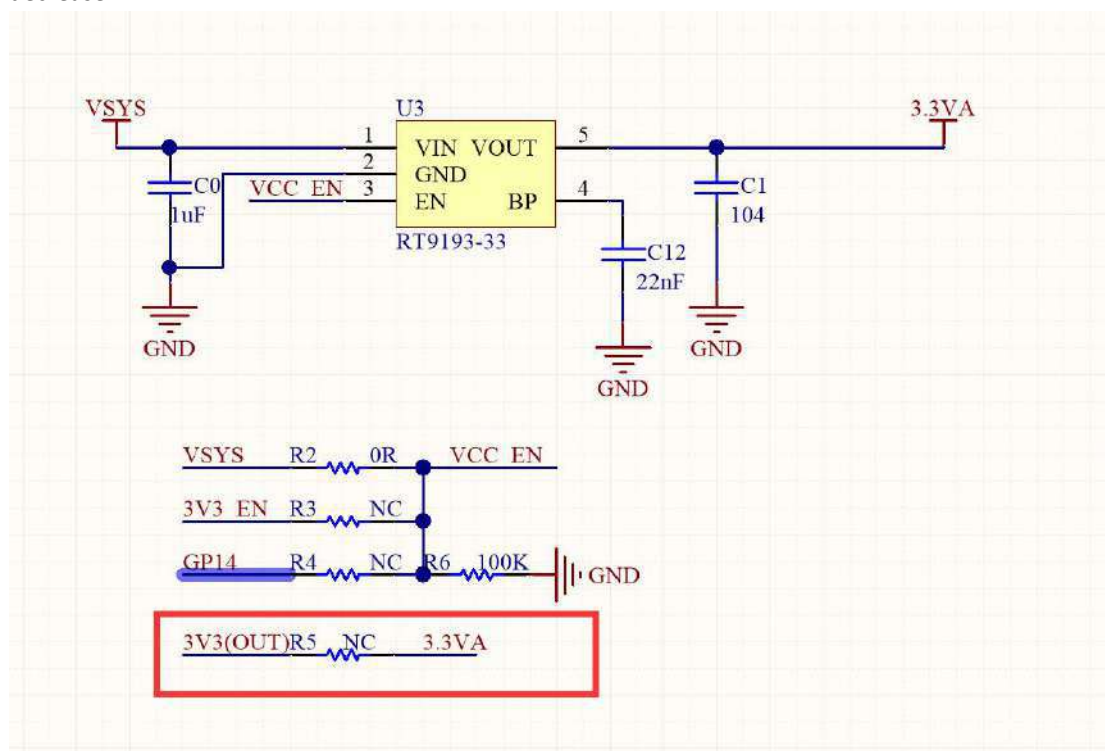 VSYS U3 3.3VA
1 VIN VOUT 5
2 GND
VCC EN 3 EN BP 4
C0
1uF
RT9193-33
C1
104
C12
22nF
GND
GND
GND
VSYS R2 0R VCC EN
3V3 EN R3 NC
GP14 R4 NC R6 100K GND
3V3(OUT) R5 NC 3.3VA